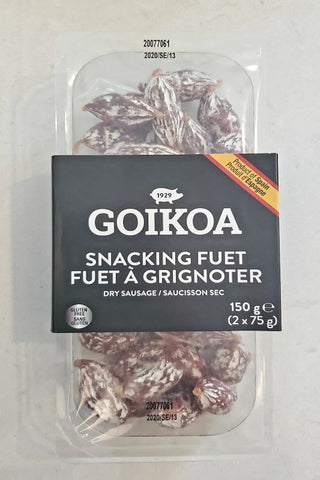 20077061
2020/SE/13
Product of Spain
Produit d'Espagne
1929
GOIKOA
SNACKING FUET
FUET À GRIGNOTER
DRY SAUSAGE / SAUCISSON SEC
GLUTEN
FREE
SANS
GLUTEN
150 g e
(2 x 75 g)
20077061
2020/SE/13